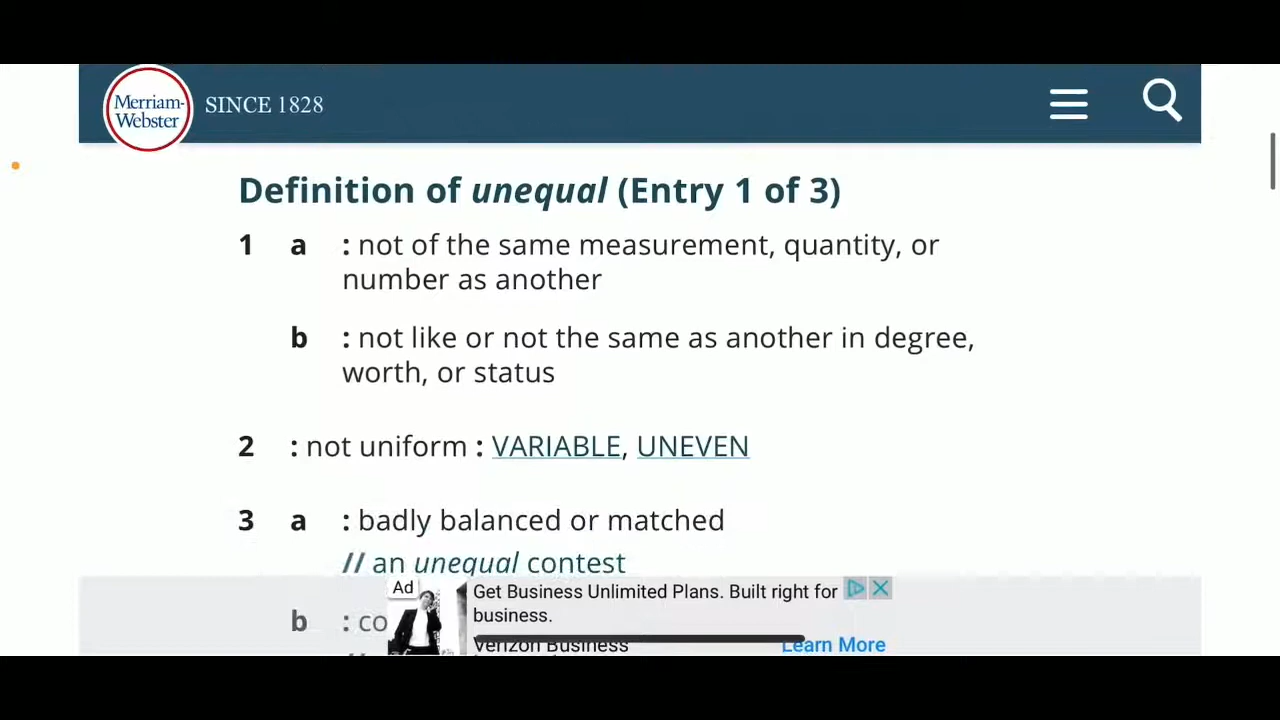 Merriam-
Webster
SINCE 1828
Definition of unequal (Entry 1 of 3)
1 a : not of the same measurement, quantity, or
number as another
b : not like or not the same as another in degree,
worth, or status
2 : not uniform : VARIABLE, UNEVEN
3 a : badly balanced or matched
// an unequal contest
b : co
Ad
Get Business Unlimited Plans. Built right for
business.
Verizon Business
Learn More